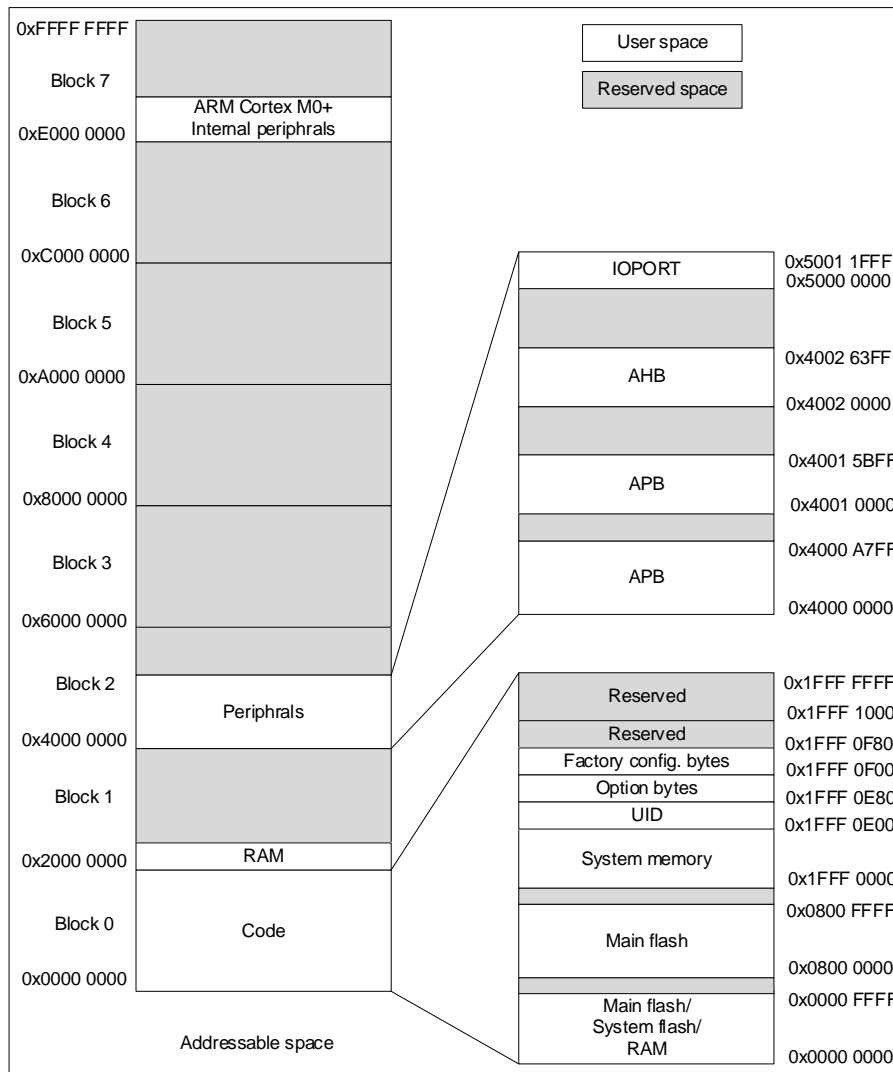 0xFFFF FFFF
Block 7
ARM Cortex M0+
Internal periphrals
0xE000 0000
Block 6
0xC000 0000
Block 5
0xA000 0000
Block 4
0x8000 0000
Block 3
0x6000 0000
Block 2
Periphrals
0x4000 0000
Block 1
RAM
0x2000 0000
Block 0
Code
0x0000 0000
Addressable space
User space
Reserved space
IOPORT
0x5001 1FFF
0x5000 0000
AHB
0x4002 63FF
0x4002 0000
APB
0x4001 5BFF
0x4001 0000
APB
0x4000 A7FF
0x4000 0000
Reserved
0x1FFF FFFF
0x1FFF 1000
Reserved
0x1FFF 0F80
Factory config. bytes
0x1FFF 0F00
Option bytes
0x1FFF 0E80
UID
0x1FFF 0E00
System memory
0x1FFF 0000
0x0800 FFFF
Main flash
0x0800 0000
0x0000 FFFF
Main flash/
System flash/
RAM
0x0000 0000